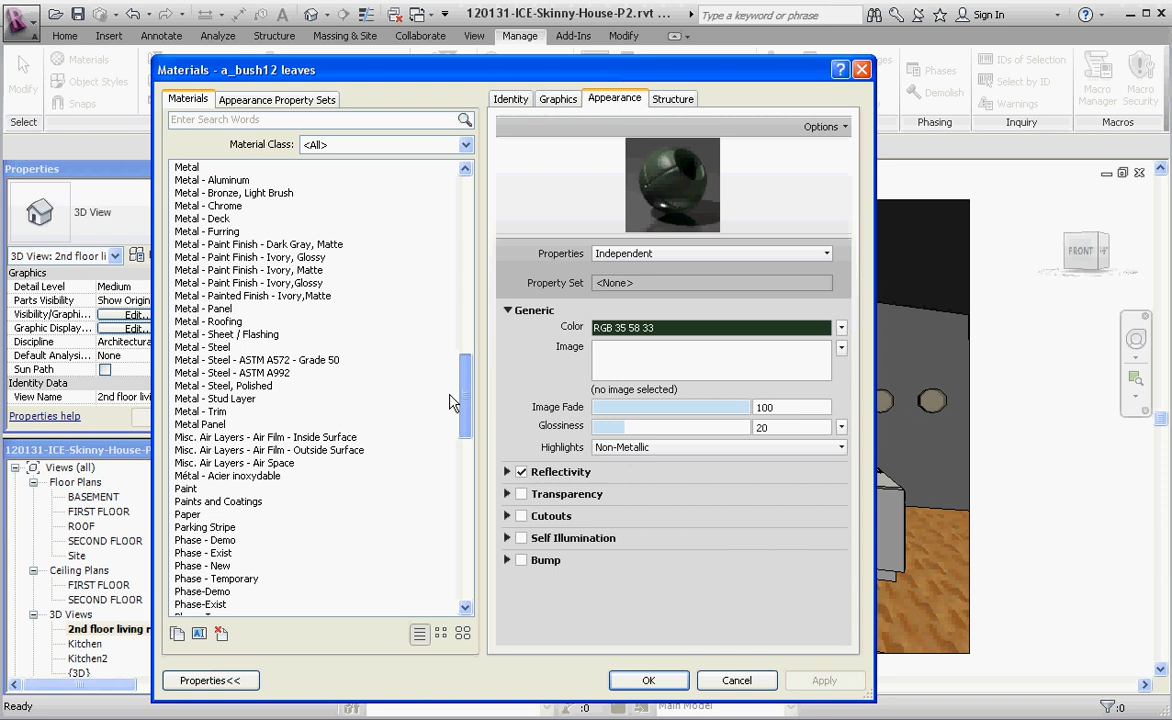 120131-ICE-Skinny-House-P2.rvt ...
Type a keyword or phrase
Sign In
Home Insert Annotate Analyze Structure Massing & Site Collaborate View Manage Add-Ins Modify
Modify
Select
Materials
Object Styles
Snaps
Phases
Demolish
Phasing
IDs of Selection
Select by ID
Warnings
Inquiry
Macro Manager
Macro Security
Macros
Properties
3D View
3D View: 2nd floor li
Graphics
Detail Level Medium
Parts Visibility Show Origin
Visibility/Graphi... Edit..
Graphic Display... Edit..
Discipline Architectura
Default Analysi... None
Sun Path
Identity Data
View Name 2nd floor livi
Properties help
120131-ICE-Skinny-House-P
Views (all)
Floor Plans
BASEMENT
FIRST FLOOR
ROOF
SECOND FLOOR
Site
Ceiling Plans
FIRST FLOOR
SECOND FLOOR
3D Views
2nd floor living r
Kitchen
Kitchen2
{3D}
Materials - a_bush12 leaves
Materials Appearance Property Sets
Enter Search Words
Material Class: <All>
Metal
Metal - Aluminum
Metal - Bronze, Light Brush
Metal - Chrome
Metal - Deck
Metal - Furring
Metal - Paint Finish - Dark Gray, Matte
Metal - Paint Finish - Ivory, Glossy
Metal - Paint Finish - Ivory, Matte
Metal - Paint Finish - Ivory,Glossy
Metal - Painted Finish - Ivory,Matte
Metal - Panel
Metal - Roofing
Metal - Sheet / Flashing
Metal - Steel
Metal - Steel - ASTM A572 - Grade 50
Metal - Steel - ASTM A992
Metal - Steel, Polished
Metal - Stud Layer
Metal - Trim
Metal Panel
Misc. Air Layers - Air Film - Inside Surface
Misc. Air Layers - Air Film - Outside Surface
Misc. Air Layers - Air Space
Métal - Acier inoxydable
Paint
Paints and Coatings
Paper
Parking Stripe
Phase - Demo
Phase - Exist
Phase - New
Phase - Temporary
Phase-Demo
Phase-Exist
Properties<<
Identity Graphics Appearance Structure
Options
Properties Independent
Property Set <None>
Generic
Color RGB 35 58 33
Image
(no image selected)
Image Fade 100
Glossiness 20
Highlights Non-Metallic
Reflectivity
Transparency
Cutouts
Self Illumination
Bump
OK Cancel Apply
FRONT
Ready
:0
Main Model
:0